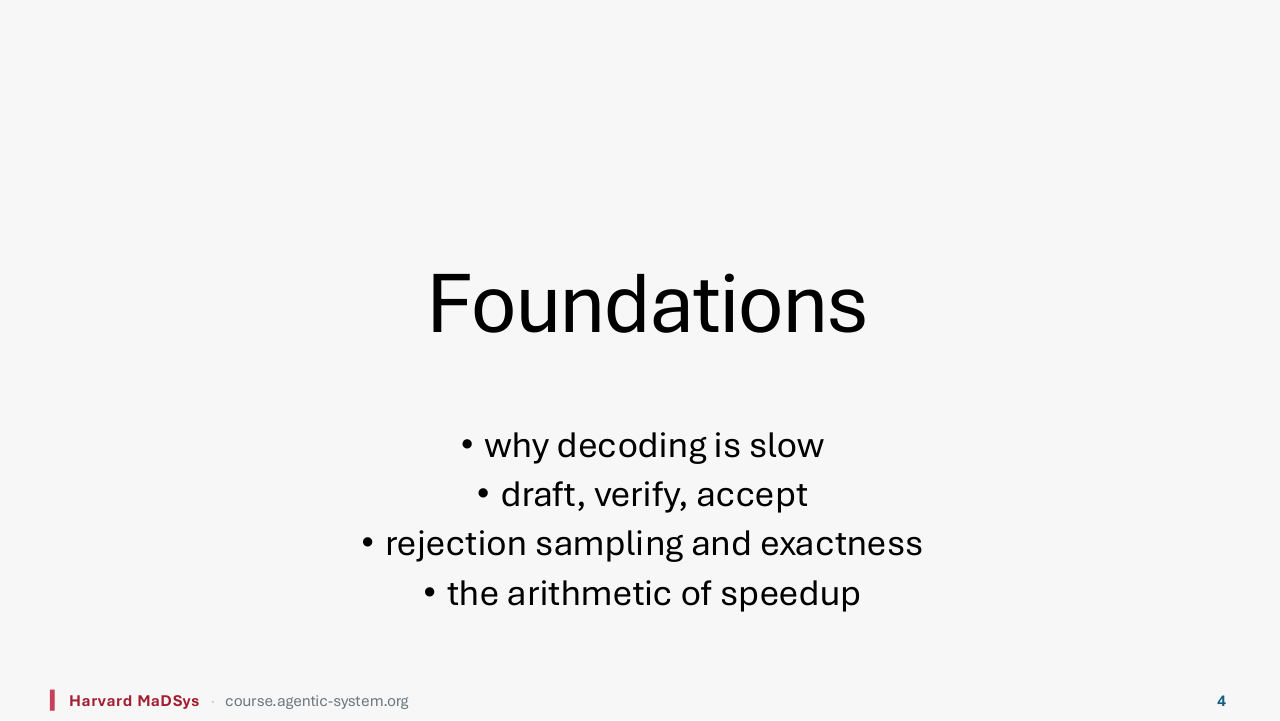 Foundations
• why decoding is slow
• draft, verify, accept
• rejection sampling and exactness
• the arithmetic of speedup
Harvard MaDSys · course.agentic-system.org 4